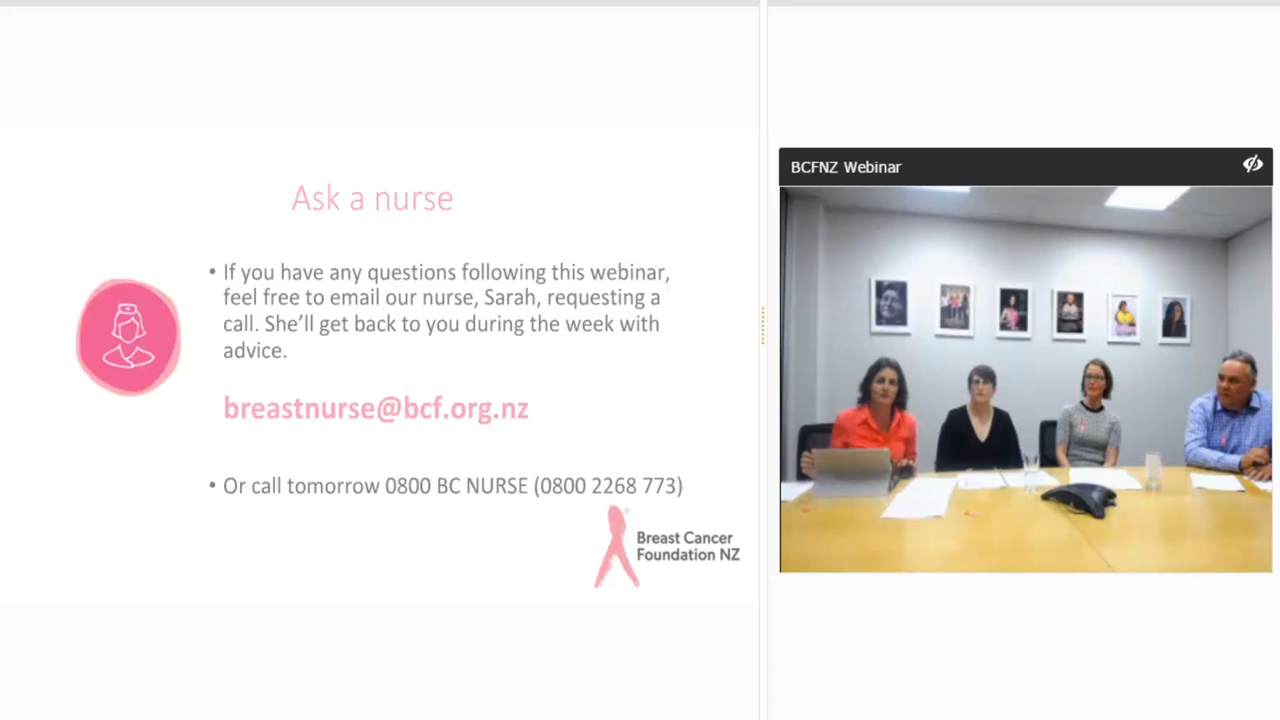 Ask a nurse
• If you have any questions following this webinar,
feel free to email our nurse, Sarah, requesting a
call. She'll get back to you during the week with
advice.
breastnurse@bcf.org.nz
• Or call tomorrow 0800 BC NURSE (0800 2268 773)
Breast Cancer
Foundation NZ
BCFNZ Webinar